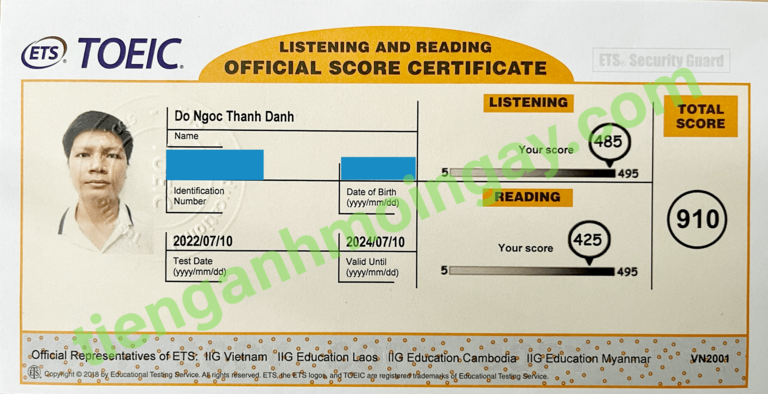 ETS® TOEIC®
LISTENING AND READING
OFFICIAL SCORE CERTIFICATE
ETS® Security Guard
Do Ngoc Thanh Danh
Name
Identification
Number
Date of Birth
(yyyy/mm/dd)
2022/07/10
Test Date
(yyyy/mm/dd)
2024/07/10
Valid Until
(yyyy/mm/dd)
LISTENING
Your score
485
5
495
READING
Your score
425
5
495
TOTAL
SCORE
910
tienganhmoingay.com
Official Representatives of ETS: IIG Vietnam IIG Education Laos IIG Education Cambodia IIG Education Myanmar
VN2001
ETS Copyright © 2018 by Educational Testing Service. All rights reserved. ETS, the ETS logo, and TOEIC are registered trademarks of Educational Testing Service.